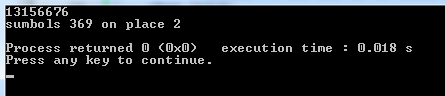 13156676
sumbols 369 on place 2
Process returned 0 (0x0)   execution time : 0.018 s
Press any key to continue.